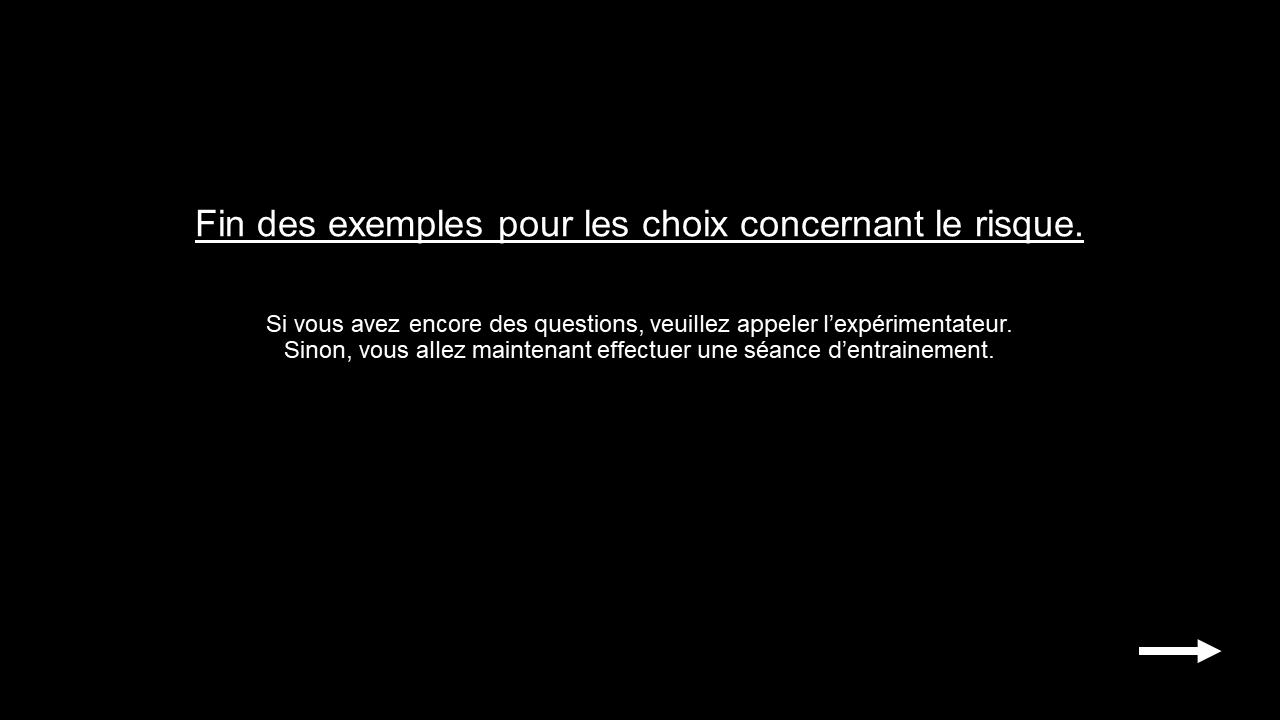 Fin des exemples pour les choix concernant le risque.
Si vous avez encore des questions, veuillez appeler l’expérimentateur.
Sinon, vous allez maintenant effectuer une séance d’entrainement.